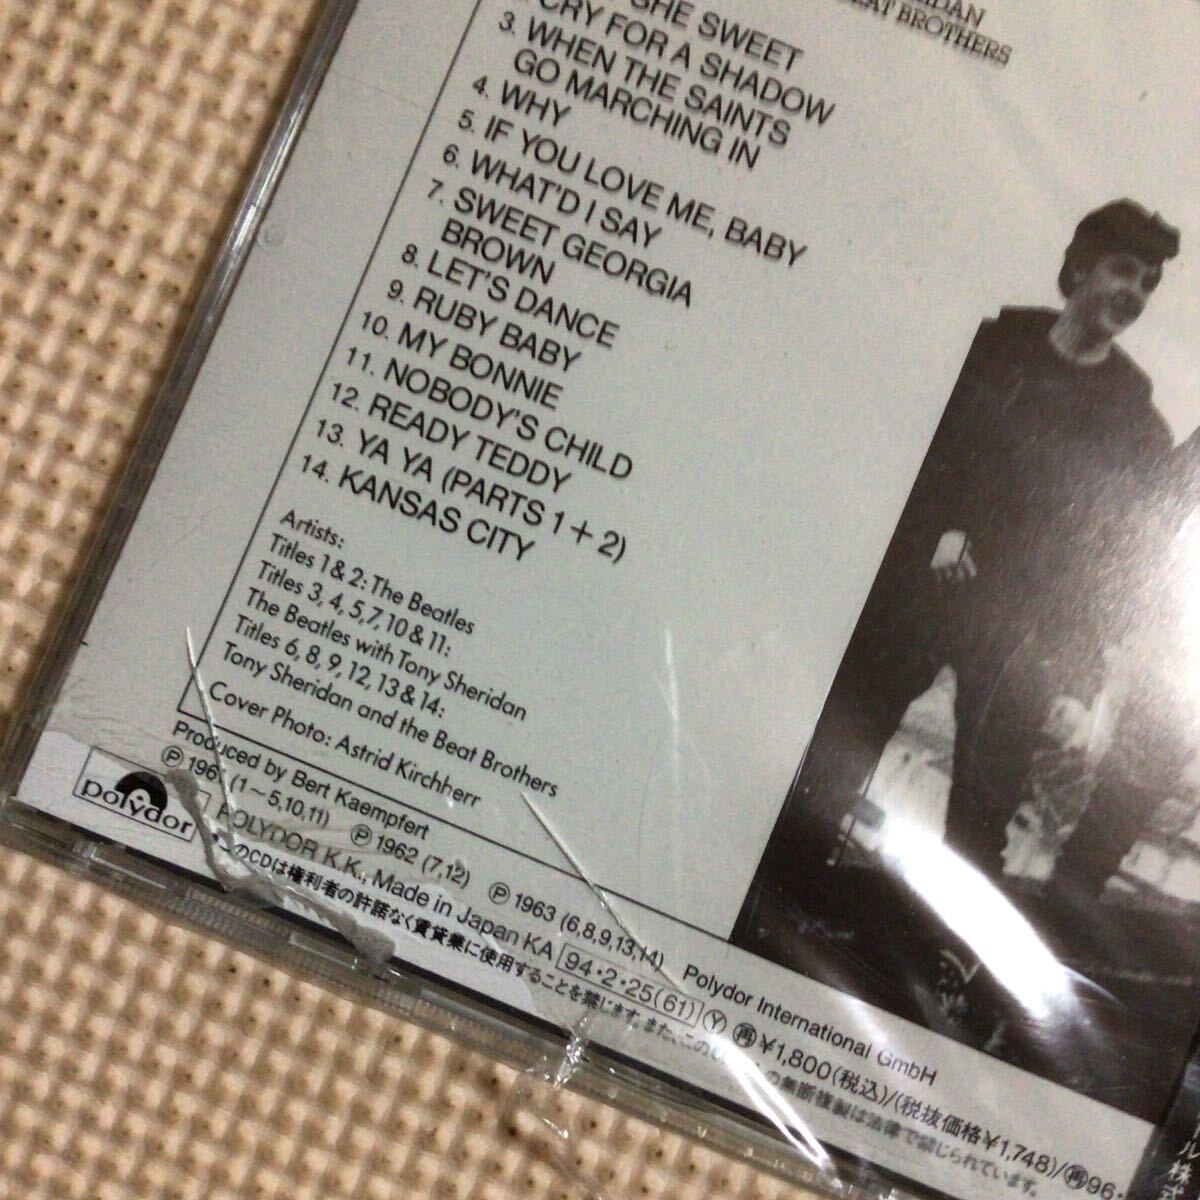 SHE SWEET
CRY FOR A SHADOW
3. WHEN THE SAINTS
GO MARCHING IN
4. WHY
5. IF YOU LOVE ME, BABY
6. WHAT'D I SAY
7. SWEET GEORGIA
BROWN
8. LET'S DANCE
9. RUBY BABY
10. MY BONNIE
11. NOBODY'S CHILD
12. READY TEDDY
13. YA YA (PARTS 1+2)
14. KANSAS CITY
BROTHERS
Artists:
Titles 1 & 2: The Beatles
Titles 3, 4, 5,7, 10 & 11:
The Beatles with Tony Sheridan
Titles 6, 8, 9, 12, 13 & 14:
Tony Sheridan and the Beat Brothers
Cover Photo: Astrid Kirchherr
Produced by Bert Kaempfert
(1~5,10,11) Ⓟ 1962 (7,12) Ⓟ 1963 (6,8,9,13,14) Polydor International GmbH
polydor
POLYDOR K.K., Made in Japan KA 94・2・25(61) Ⓨ ㊢¥1,800(税込)/(税抜価格¥1,748)/㊢96・
のCDは権利者の許諾なく賃貸業に使用することを禁じます。また、この の無断複製は法律で禁じられています。